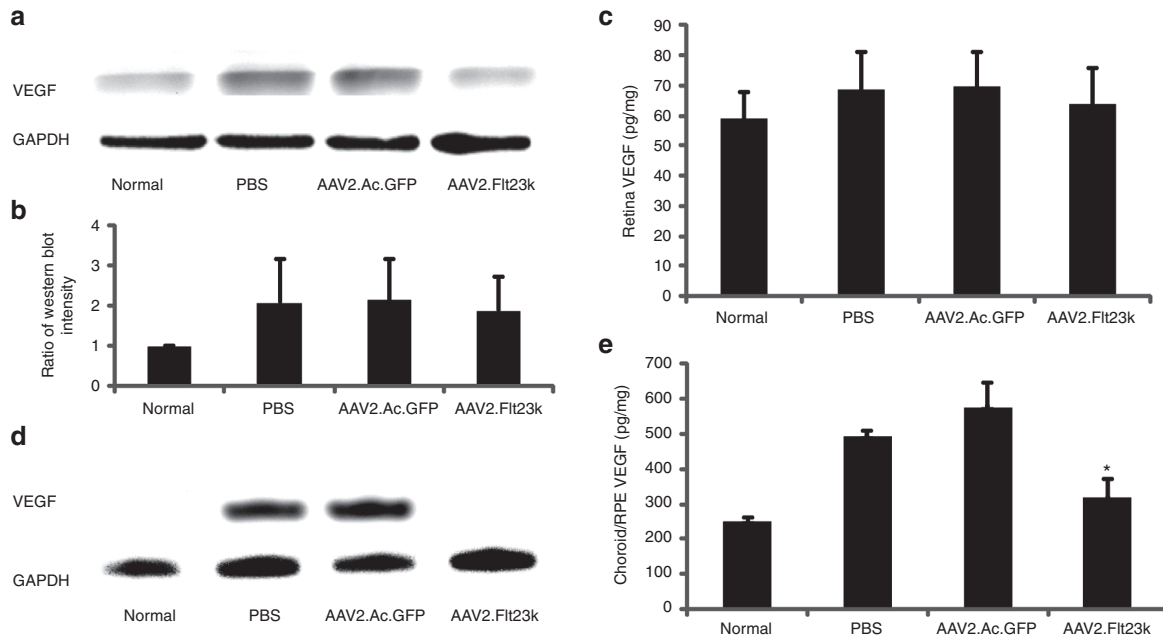 a
VEGF
GAPDH
Normal PBS AAV2.Ac.GFP AAV2.Flt23k
b
Ratio of western blot
intensity
4
3
2
1
0
Normal PBS AAV2.Ac.GFP AAV2.Flt23k
c
Retina VEGF (pg/mg)
90
80
70
60
50
40
30
20
10
0
Normal PBS AAV2.Ac.GFP AAV2.Flt23k
d
VEGF
GAPDH
Normal PBS AAV2.Ac.GFP AAV2.Flt23k
e
Choroid/RPE VEGF (pg/mg)
700
600
500
400
300
200
100
0
*
Normal PBS AAV2.Ac.GFP AAV2.Flt23k